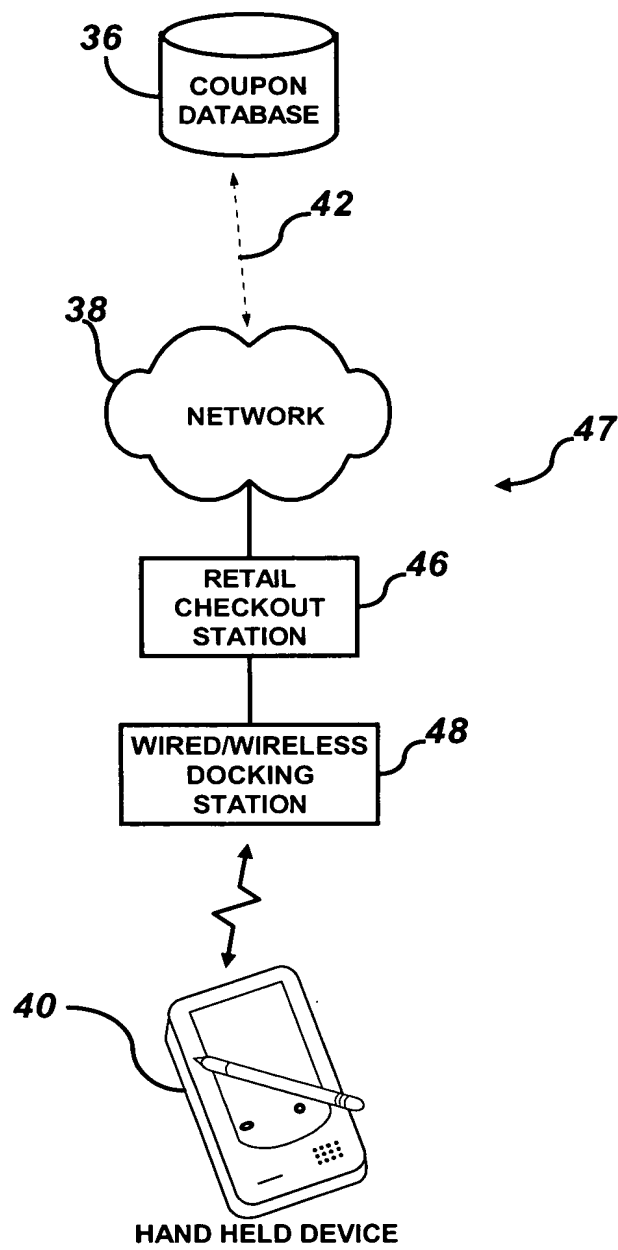 36
COUPON
DATABASE
42
38
NETWORK
47
RETAIL
CHECKOUT
STATION
46
WIRED/WIRELESS
DOCKING
STATION
48
40
HAND HELD DEVICE